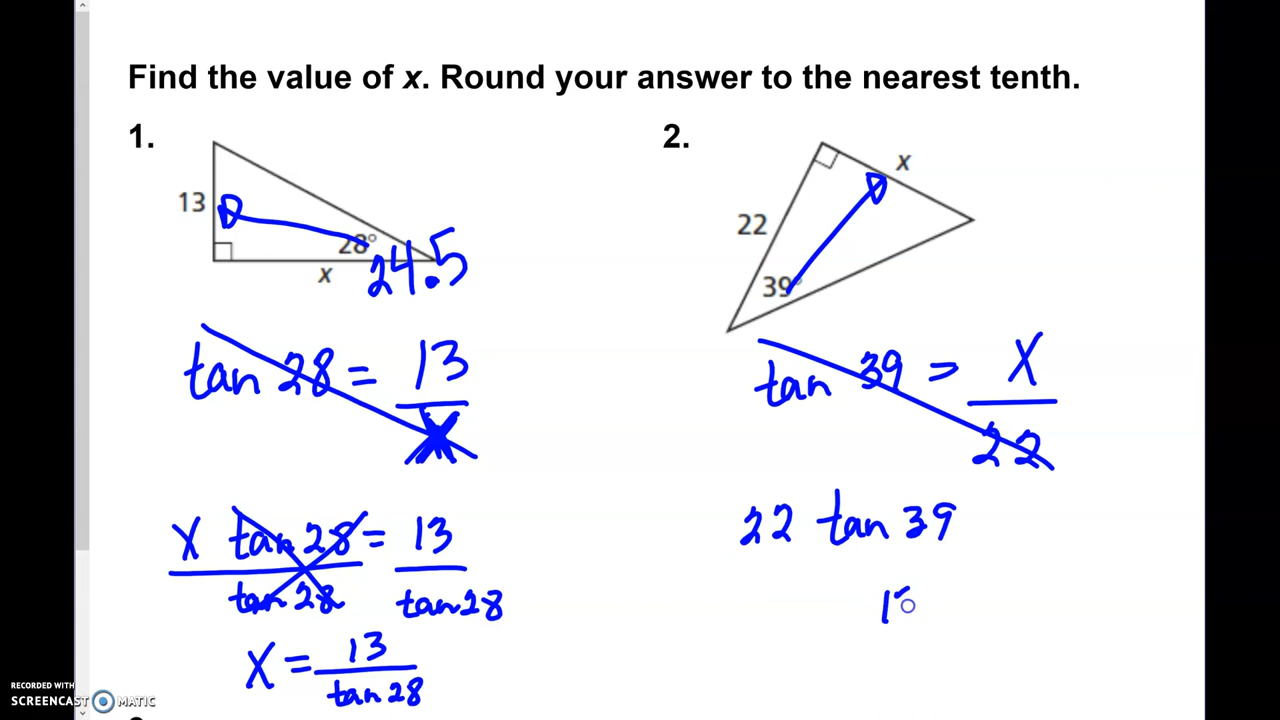 Find the value of x. Round your answer to the nearest tenth.
1.
13
28°
x
24.5
tan 28 = 13
x
x tan 28 = 13
tan 28 tan 28
x = 13
tan 28
2.
x
22
39°
tan 39 = x
22
22 tan 39
RECORDED WITH
SCREENCAST MATIC